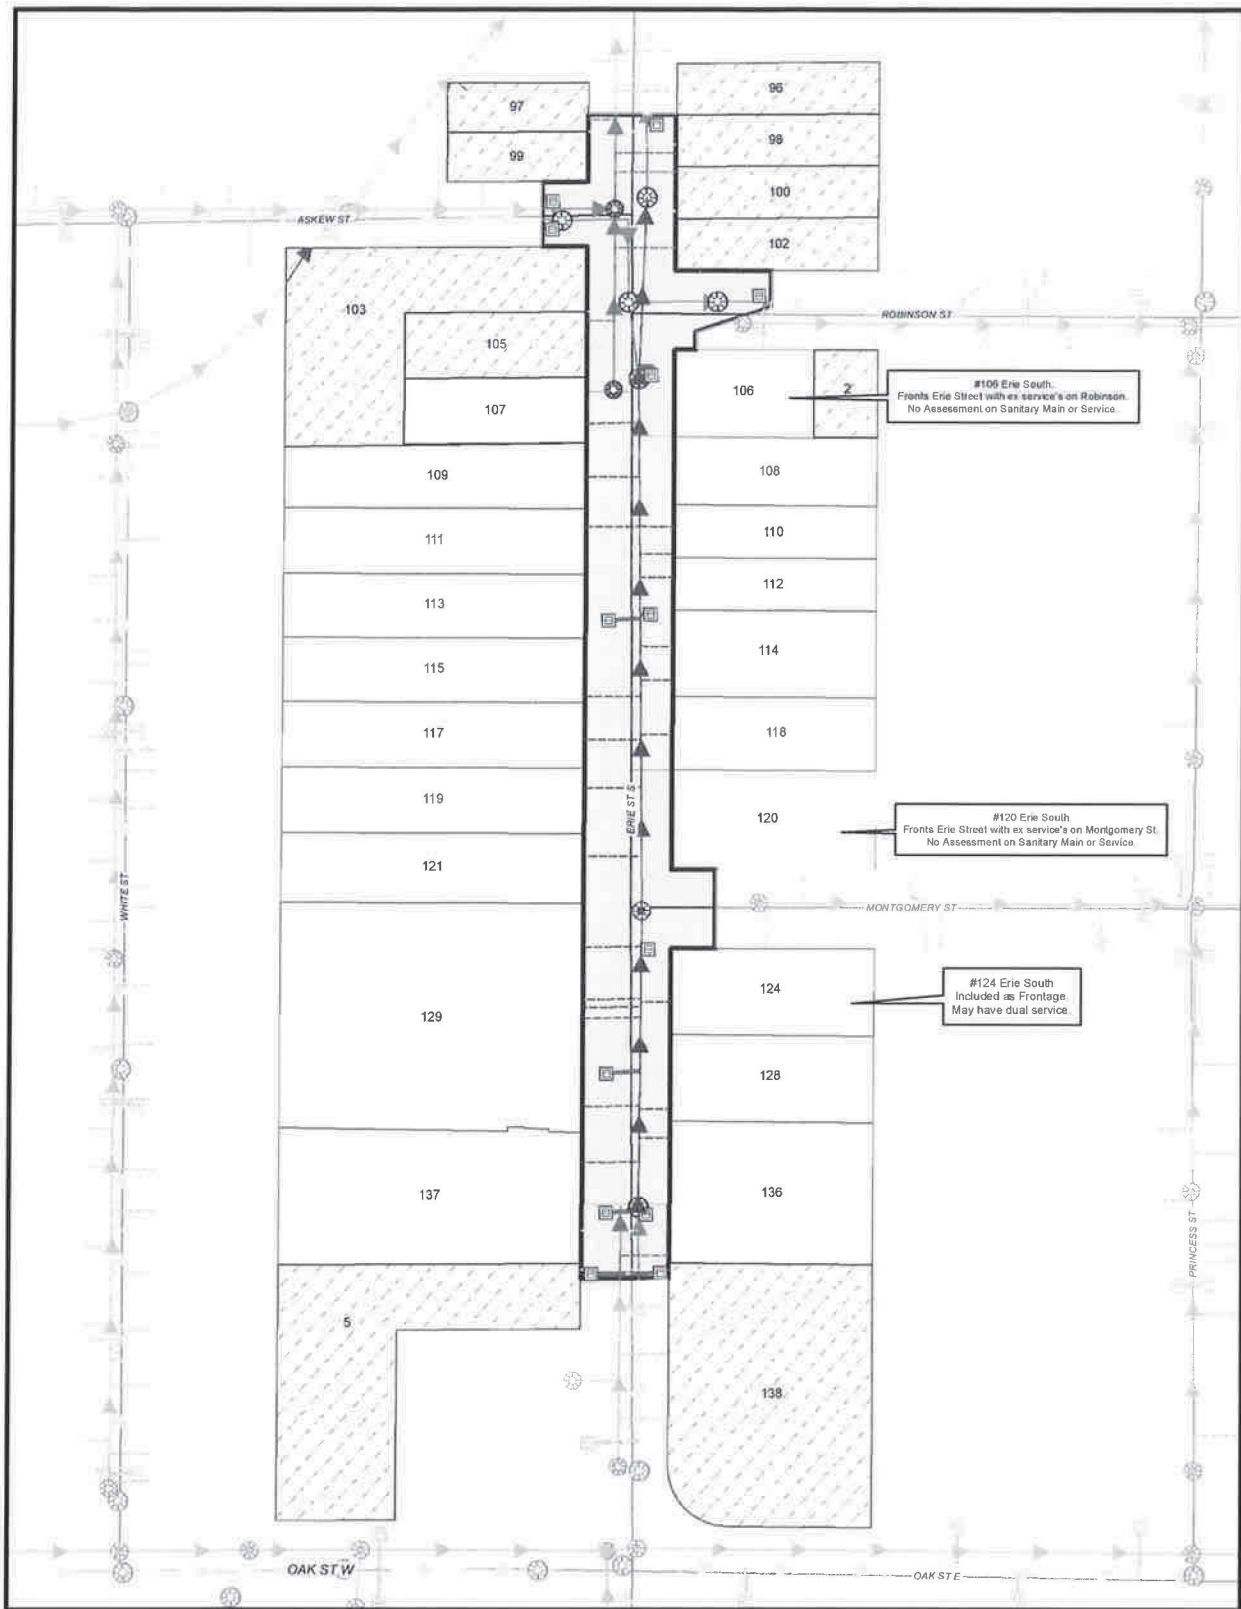 96
97
98
99
100
ASKEW ST
102
103
ROBINSON ST
105
106
2
#106 Erie South.
Fronts Erie Street with ex service's on Robinson.
No Assessment on Sanitary Main or Service.
107
108
109
110
111
112
113
114
115
117
118
119
ERIE ST S
120
#120 Erie South
Fronts Erie Street with ex service's on Montgomery St.
No Assessment on Sanitary Main or Service
121
WHITE ST
MONTGOMERY ST
124
#124 Erie South
Included as Frontage
May have dual service.
129
128
137
136
PRINCESS ST
5
138
OAK ST W
OAK ST E